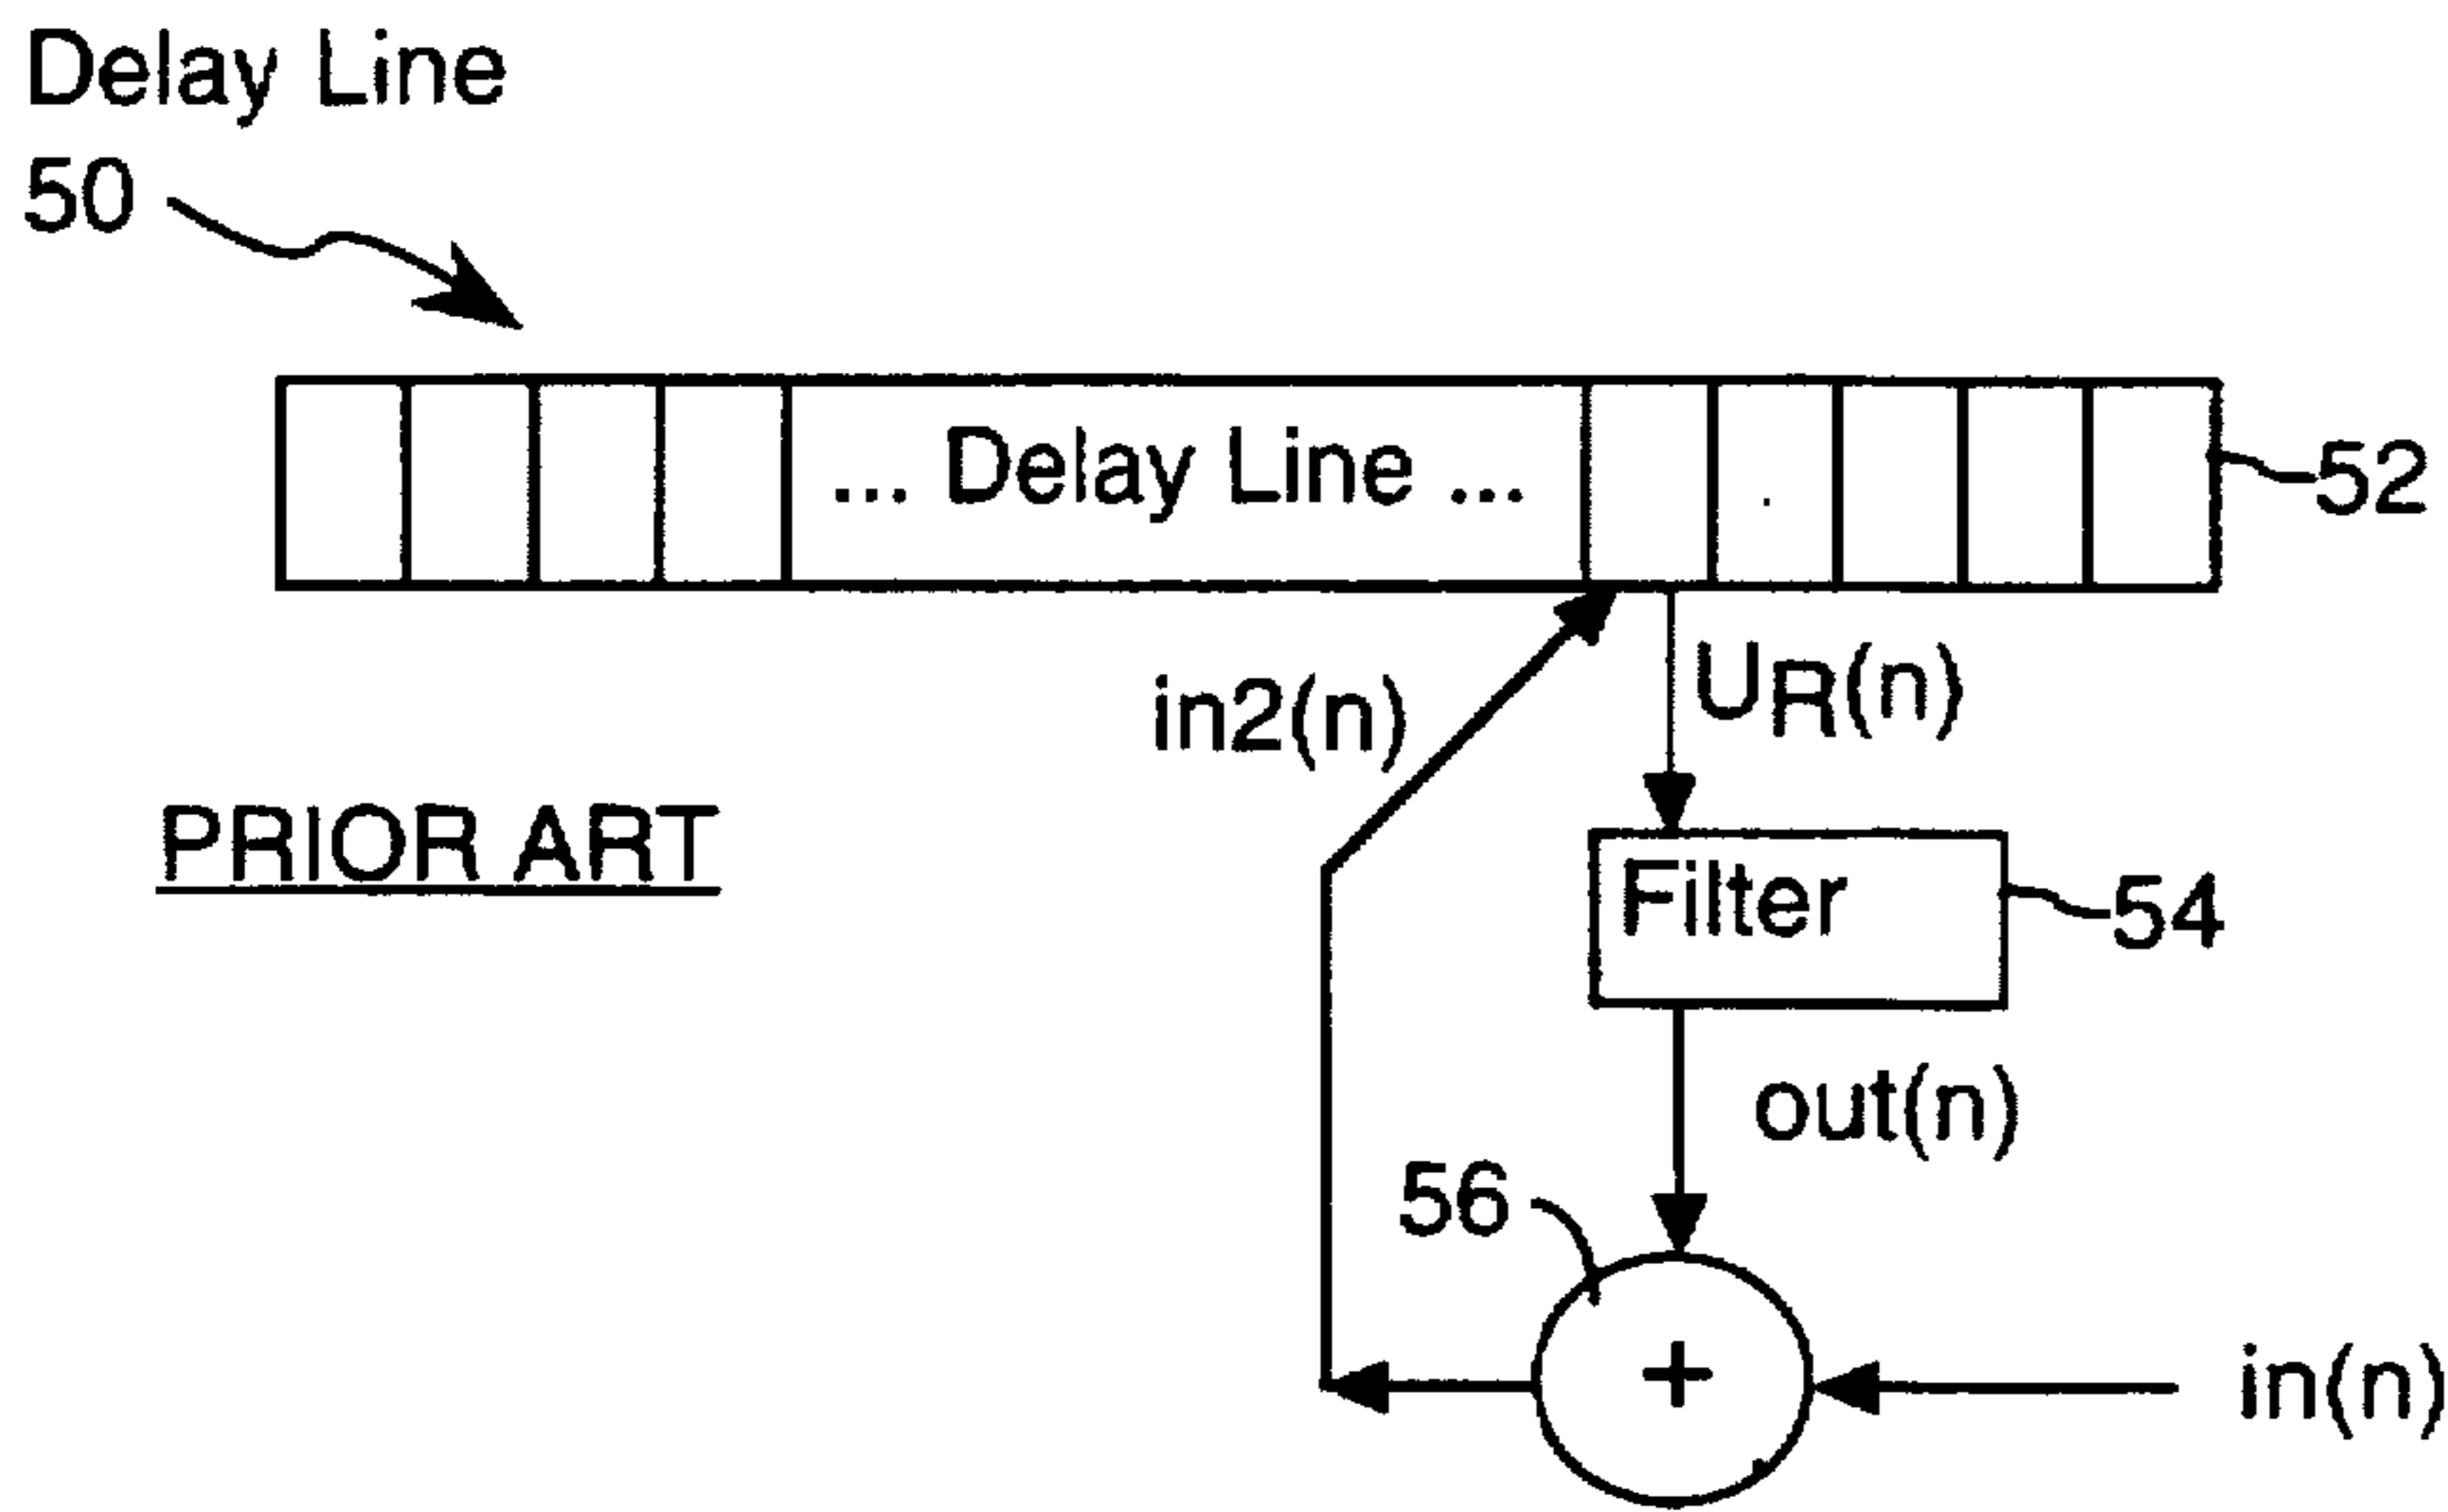 Delay Line
50
... Delay Line ...
52
in2(n)
UR(n)
PRIOR ART
Filter
54
out(n)
56
+
in(n)